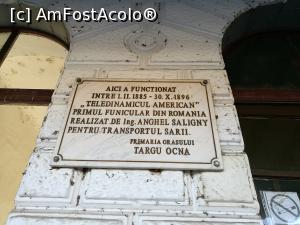 [c] AmFostAcolo®
AICI A FUNCTIONAT
INTRE 1. II. 1885 - 30. X. 1896
„TELEDINAMICUL AMERICAN"
PRIMUL FUNICULAR DIN ROMANIA
REALIZAT DE Ing. ANGHEL SALIGNY
PENTRU TRANSPORTUL SARII.
PRIMARIA ORASULUI
TARGU OCNA